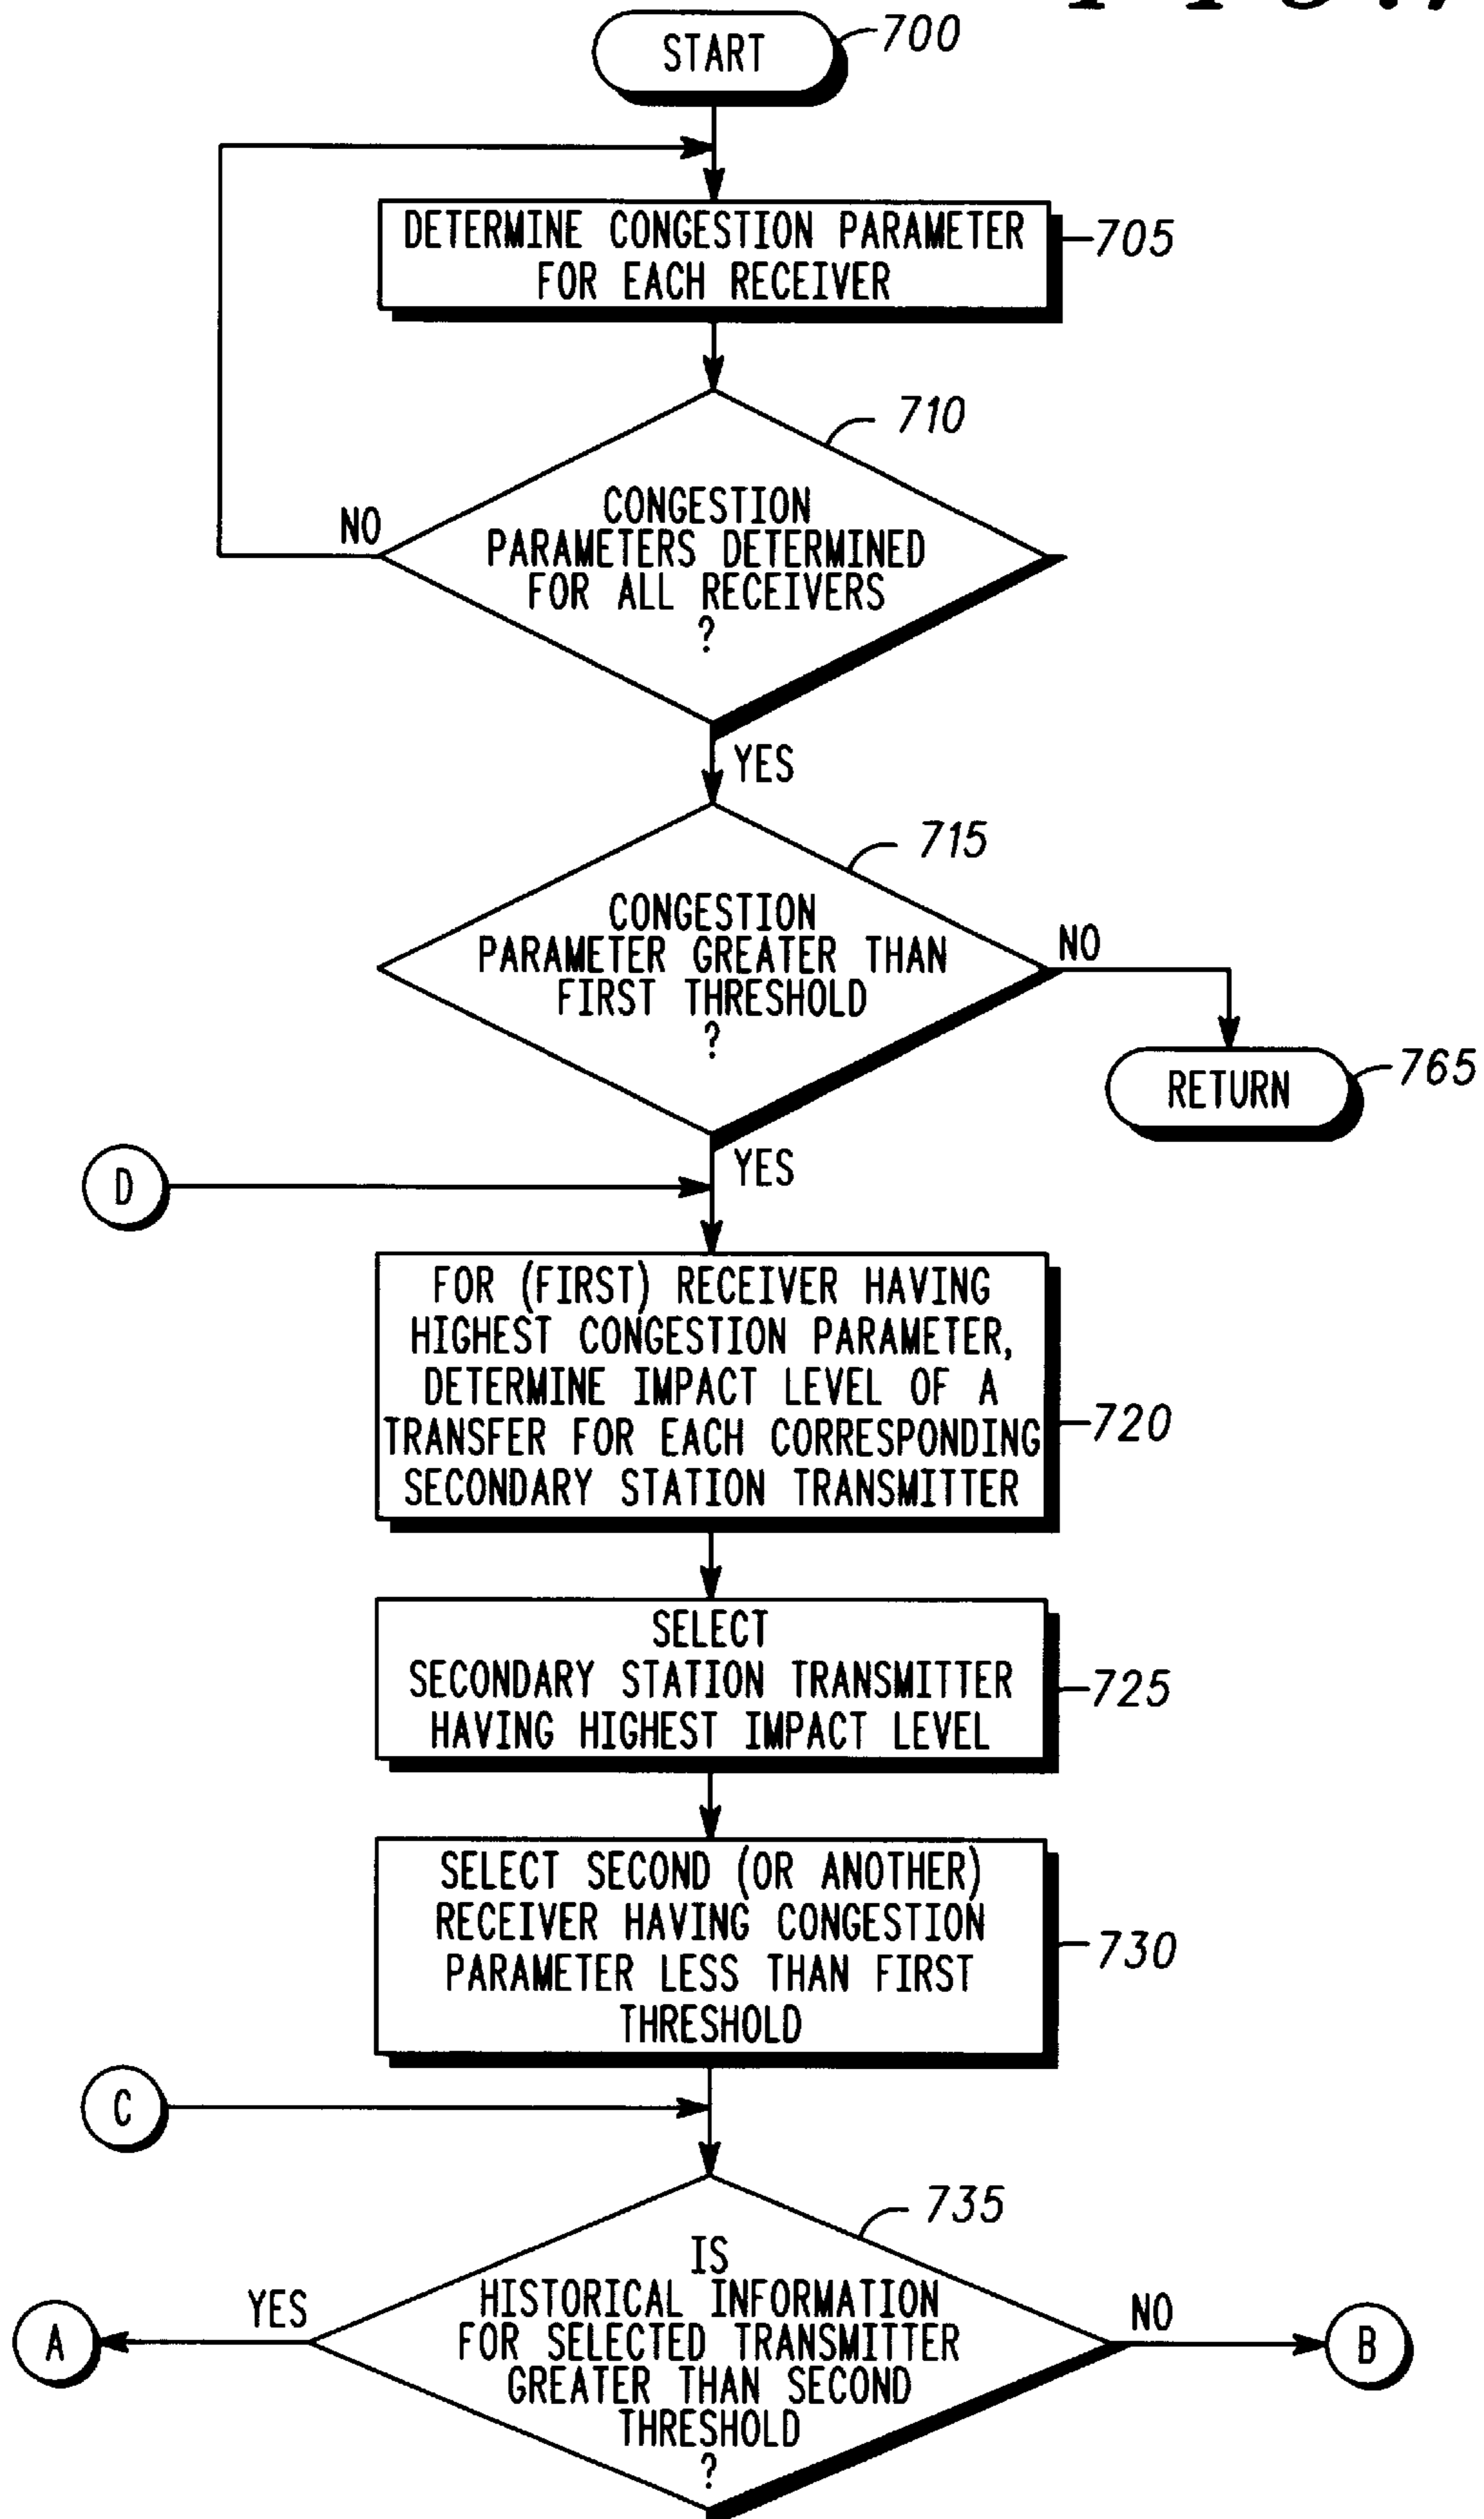 START
700
DETERMINE CONGESTION PARAMETER
FOR EACH RECEIVER
705
710
CONGESTION
PARAMETERS DETERMINED
FOR ALL RECEIVERS
?
NO
YES
715
CONGESTION
PARAMETER GREATER THAN
FIRST THRESHOLD
?
NO
RETURN
765
YES
D
FOR (FIRST) RECEIVER HAVING
HIGHEST CONGESTION PARAMETER,
DETERMINE IMPACT LEVEL OF A
TRANSFER FOR EACH CORRESPONDING
SECONDARY STATION TRANSMITTER
720
SELECT
SECONDARY STATION TRANSMITTER
HAVING HIGHEST IMPACT LEVEL
725
SELECT SECOND (OR ANOTHER)
RECEIVER HAVING CONGESTION
PARAMETER LESS THAN FIRST
THRESHOLD
730
C
735
IS
HISTORICAL INFORMATION
FOR SELECTED TRANSMITTER
GREATER THAN SECOND
THRESHOLD
?
YES
A
NO
B